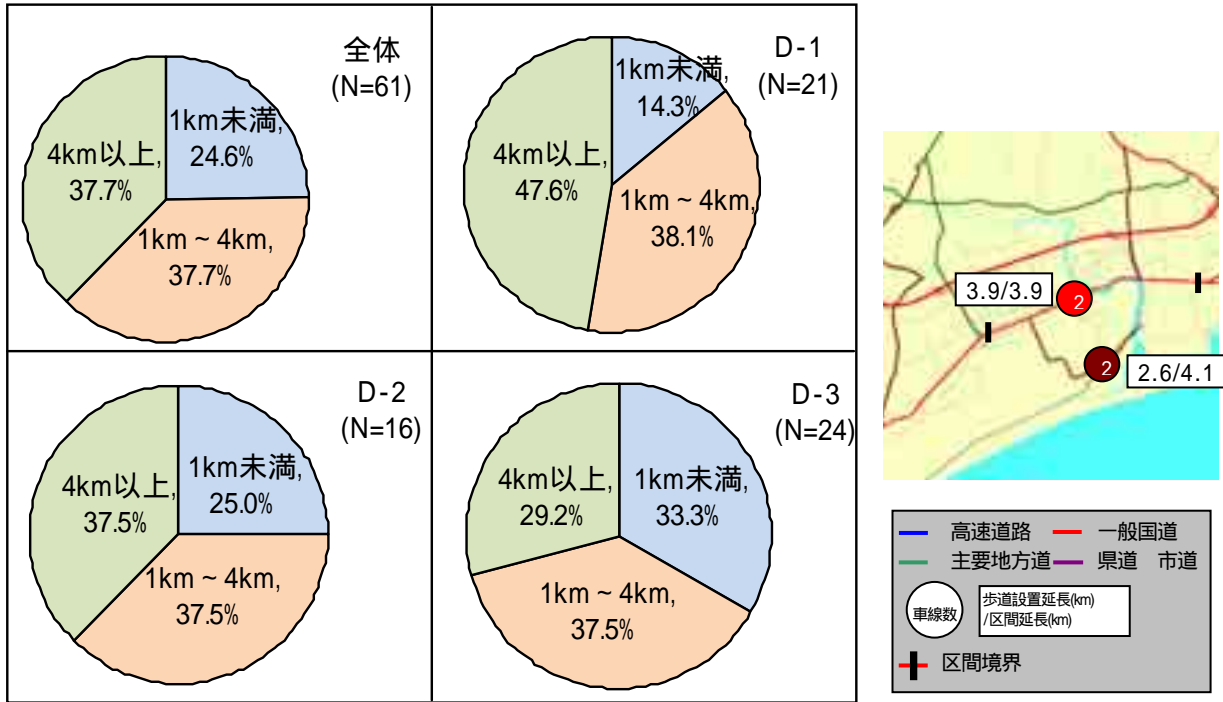 全体
(N=61)
1km未満,
24.6%
4km以上,
37.7%
1km ~ 4km,
37.7%
D-1
(N=21)
1km未満,
14.3%
4km以上,
47.6%
1km ~ 4km,
38.1%
D-2
(N=16)
1km未満,
25.0%
4km以上,
37.5%
1km ~ 4km,
37.5%
D-3
(N=24)
4km以上,
29.2%
1km未満,
33.3%
1km ~ 4km,
37.5%
3.9/3.9
2
2
2.6/4.1
高速道路 一般国道
主要地方道 県道 市道
車線数
歩道設置延長(km)
/区間延長(km)
区間境界